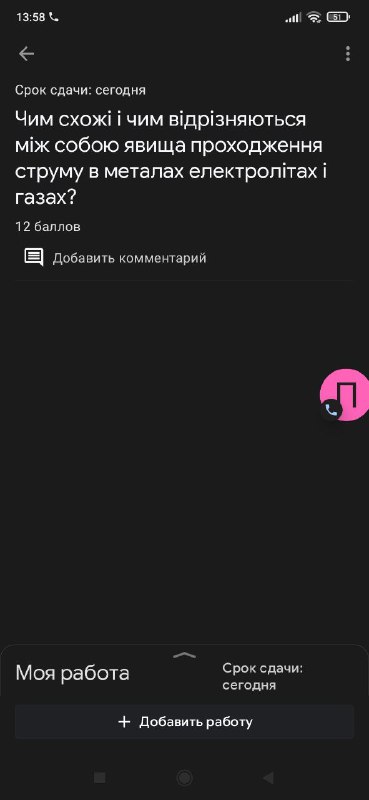 13:58
51
Срок сдачи: сегодня
Чим схожі і чим відрізняються
між собою явища проходження
струму в металах електролітах і
газах?
12 баллов
Добавить комментарий
П
Моя работа
Срок сдачи:
сегодня
+ Добавить работу